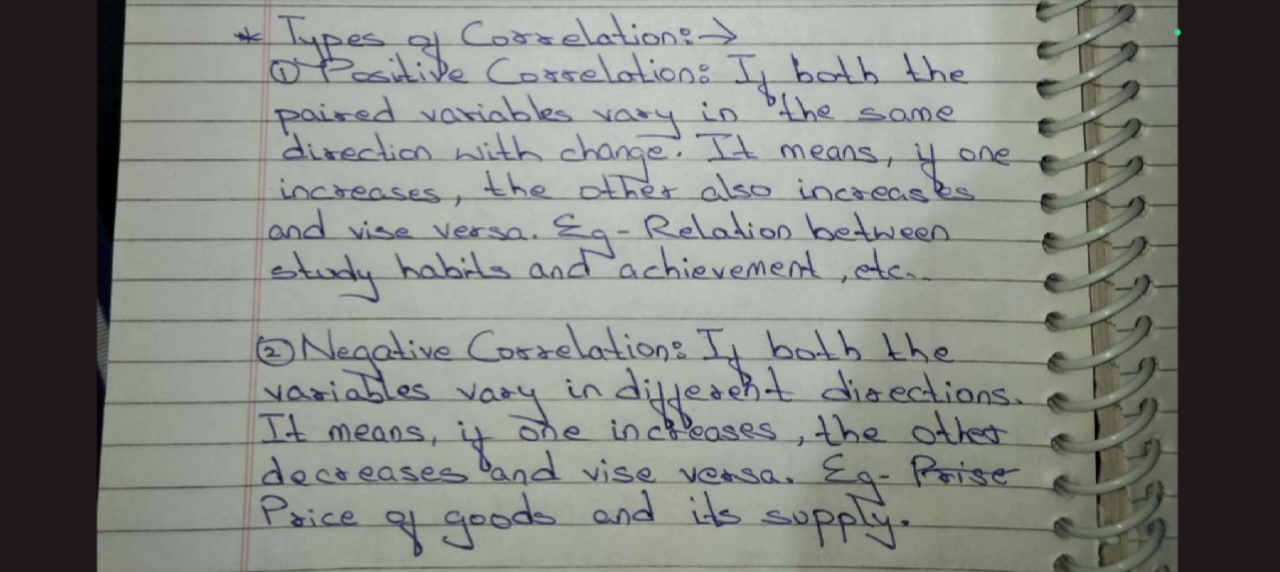 * Types of Correlation:→
① Positive Correlation: If both the
paired variables vary in the same
direction with change. It means, if one
increases, the other also increases
and vise versa. Eg- Relation between
study habits and achievement, etc..
② Negative Correlation: If both the
variables vary in different directions.
It means, if one increases, the other
decreases and vise versa. Eg- Prise
Price of goods and its supply.